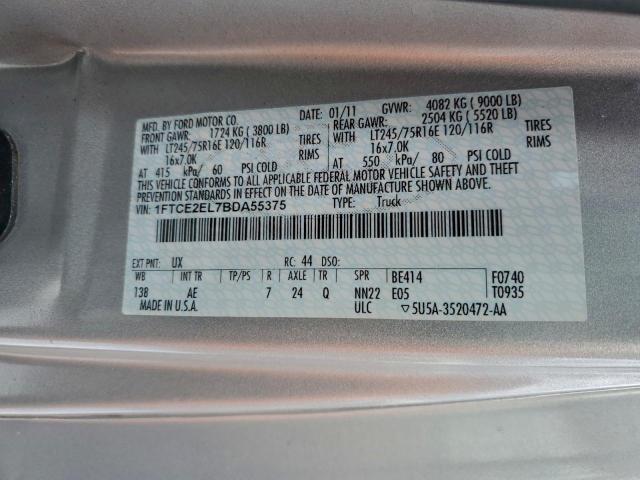 MFD. BY FORD MOTOR CO.
DATE: 01/11 GVWR: 4082 KG ( 9000 LB)
FRONT GAWR: 1724 KG ( 3800 LB) REAR GAWR: 2504 KG ( 5520 LB)
WITH LT245/75R16E 120/116R TIRES WITH LT245/75R16E 120/116R TIRES
16x7.0K RIMS 16x7.0K RIMS
AT 415 kPa/ 60 PSI COLD AT 550 kPa/ 80 PSI COLD
THIS VEHICLE CONFORMS TO ALL APPLICABLE FEDERAL MOTOR VEHICLE SAFETY AND THEFT
PREVENTION STANDARDS IN EFFECT ON THE DATE OF MANUFACTURE SHOWN ABOVE.
1FTCE2EL7BDA55375 TYPE: Truck
EXT PNT: UX RC: 44 DSO:
WB INT TR TP/PS R AXLE TR SPR BE414 F0740
138 AE 7 24 Q NN22 E05 T0935
MADE IN U.S.A. ULC ▽5U5A-3520472-AA